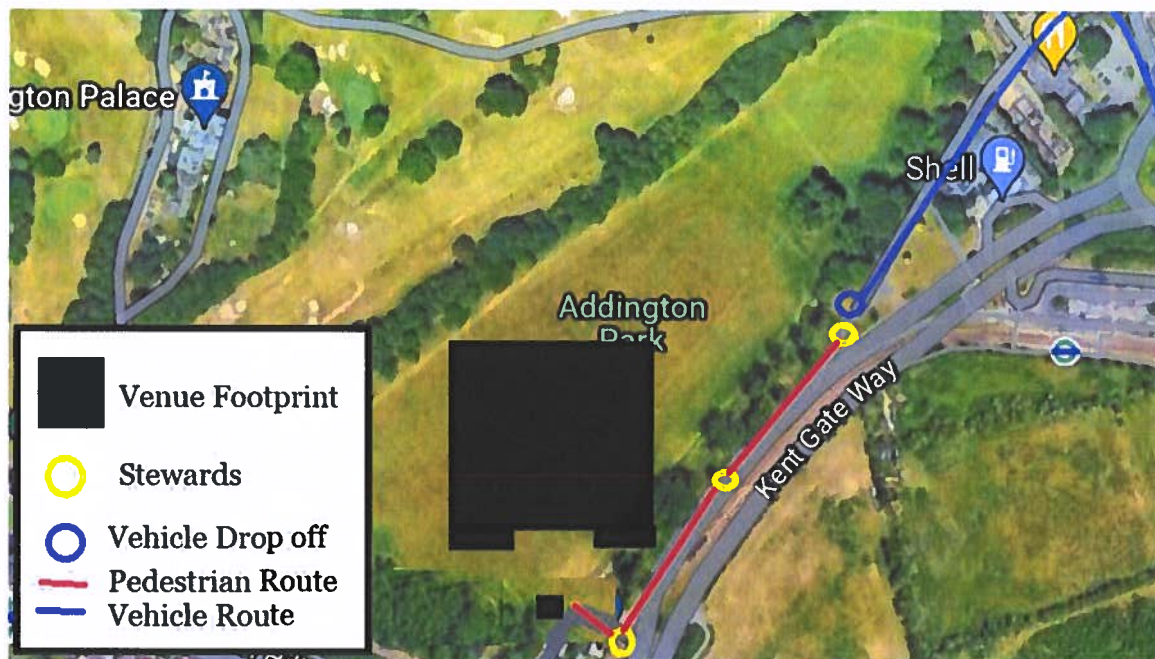 gton Palace
Shell
Addington
Park
Kent Gate Way
Venue Footprint
Stewards
Vehicle Drop off
Pedestrian Route
Vehicle Route